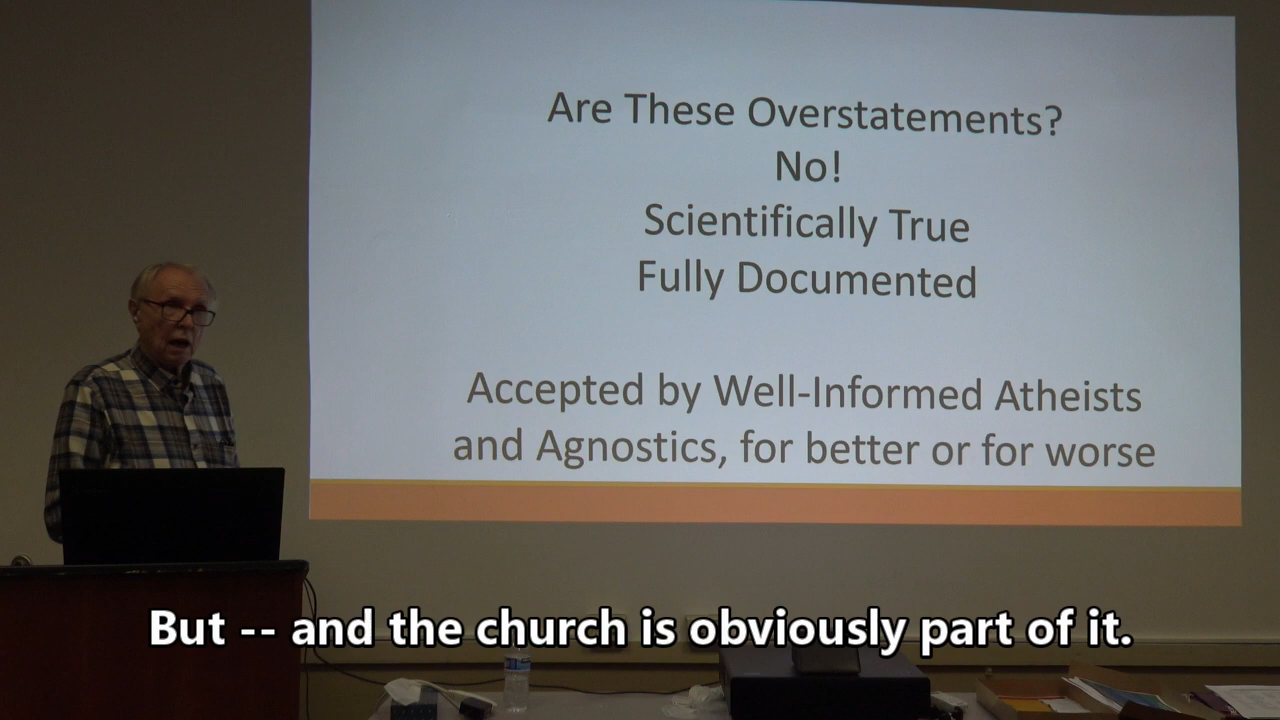 Are These Overstatements?
No!
Scientifically True
Fully Documented
Accepted by Well-Informed Atheists
and Agnostics, for better or for worse
But -- and the church is obviously part of it.